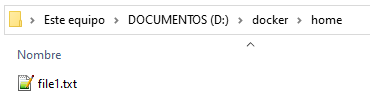 Este equipo > DOCUMENTOS (D:) > docker > home
Nombre
file1.txt